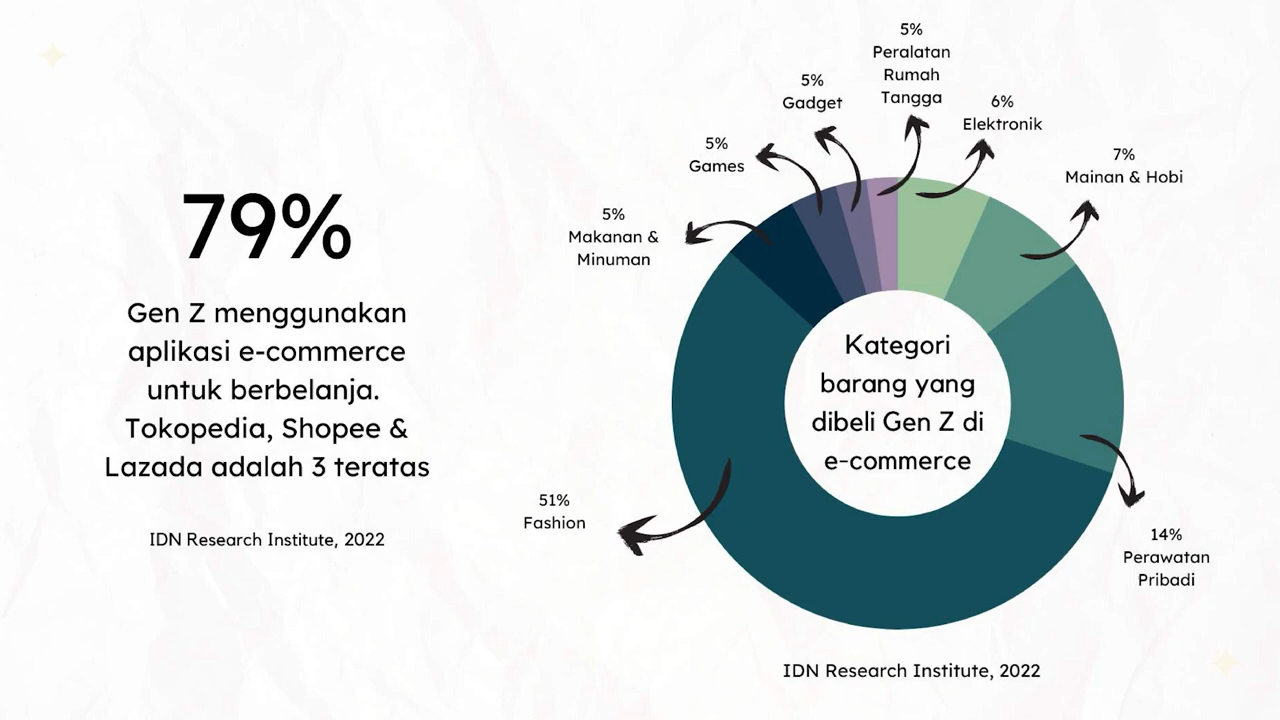 79%
Gen Z menggunakan
aplikasi e-commerce
untuk berbelanja.
Tokopedia, Shopee &
Lazada adalah 3 teratas
IDN Research Institute, 2022
5%
Peralatan
Rumah
Tangga
5%
Gadget
6%
Elektronik
5%
Games
7%
Mainan & Hobi
5%
Makanan &
Minuman
Kategori
barang yang
dibeli Gen Z di
e-commerce
51%
Fashion
14%
Perawatan
Pribadi
IDN Research Institute, 2022